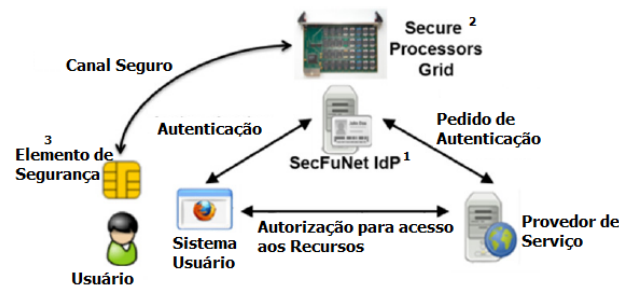 Secure 2
Processors
Grid
Canal Seguro
Autenticação
Pedido de
Autenticação
3
Elemento de
Segurança
SecFuNet IdP 1
Autorização para acesso
aos Recursos
Sistema
Usuário
Provedor de
Serviço
Usuário